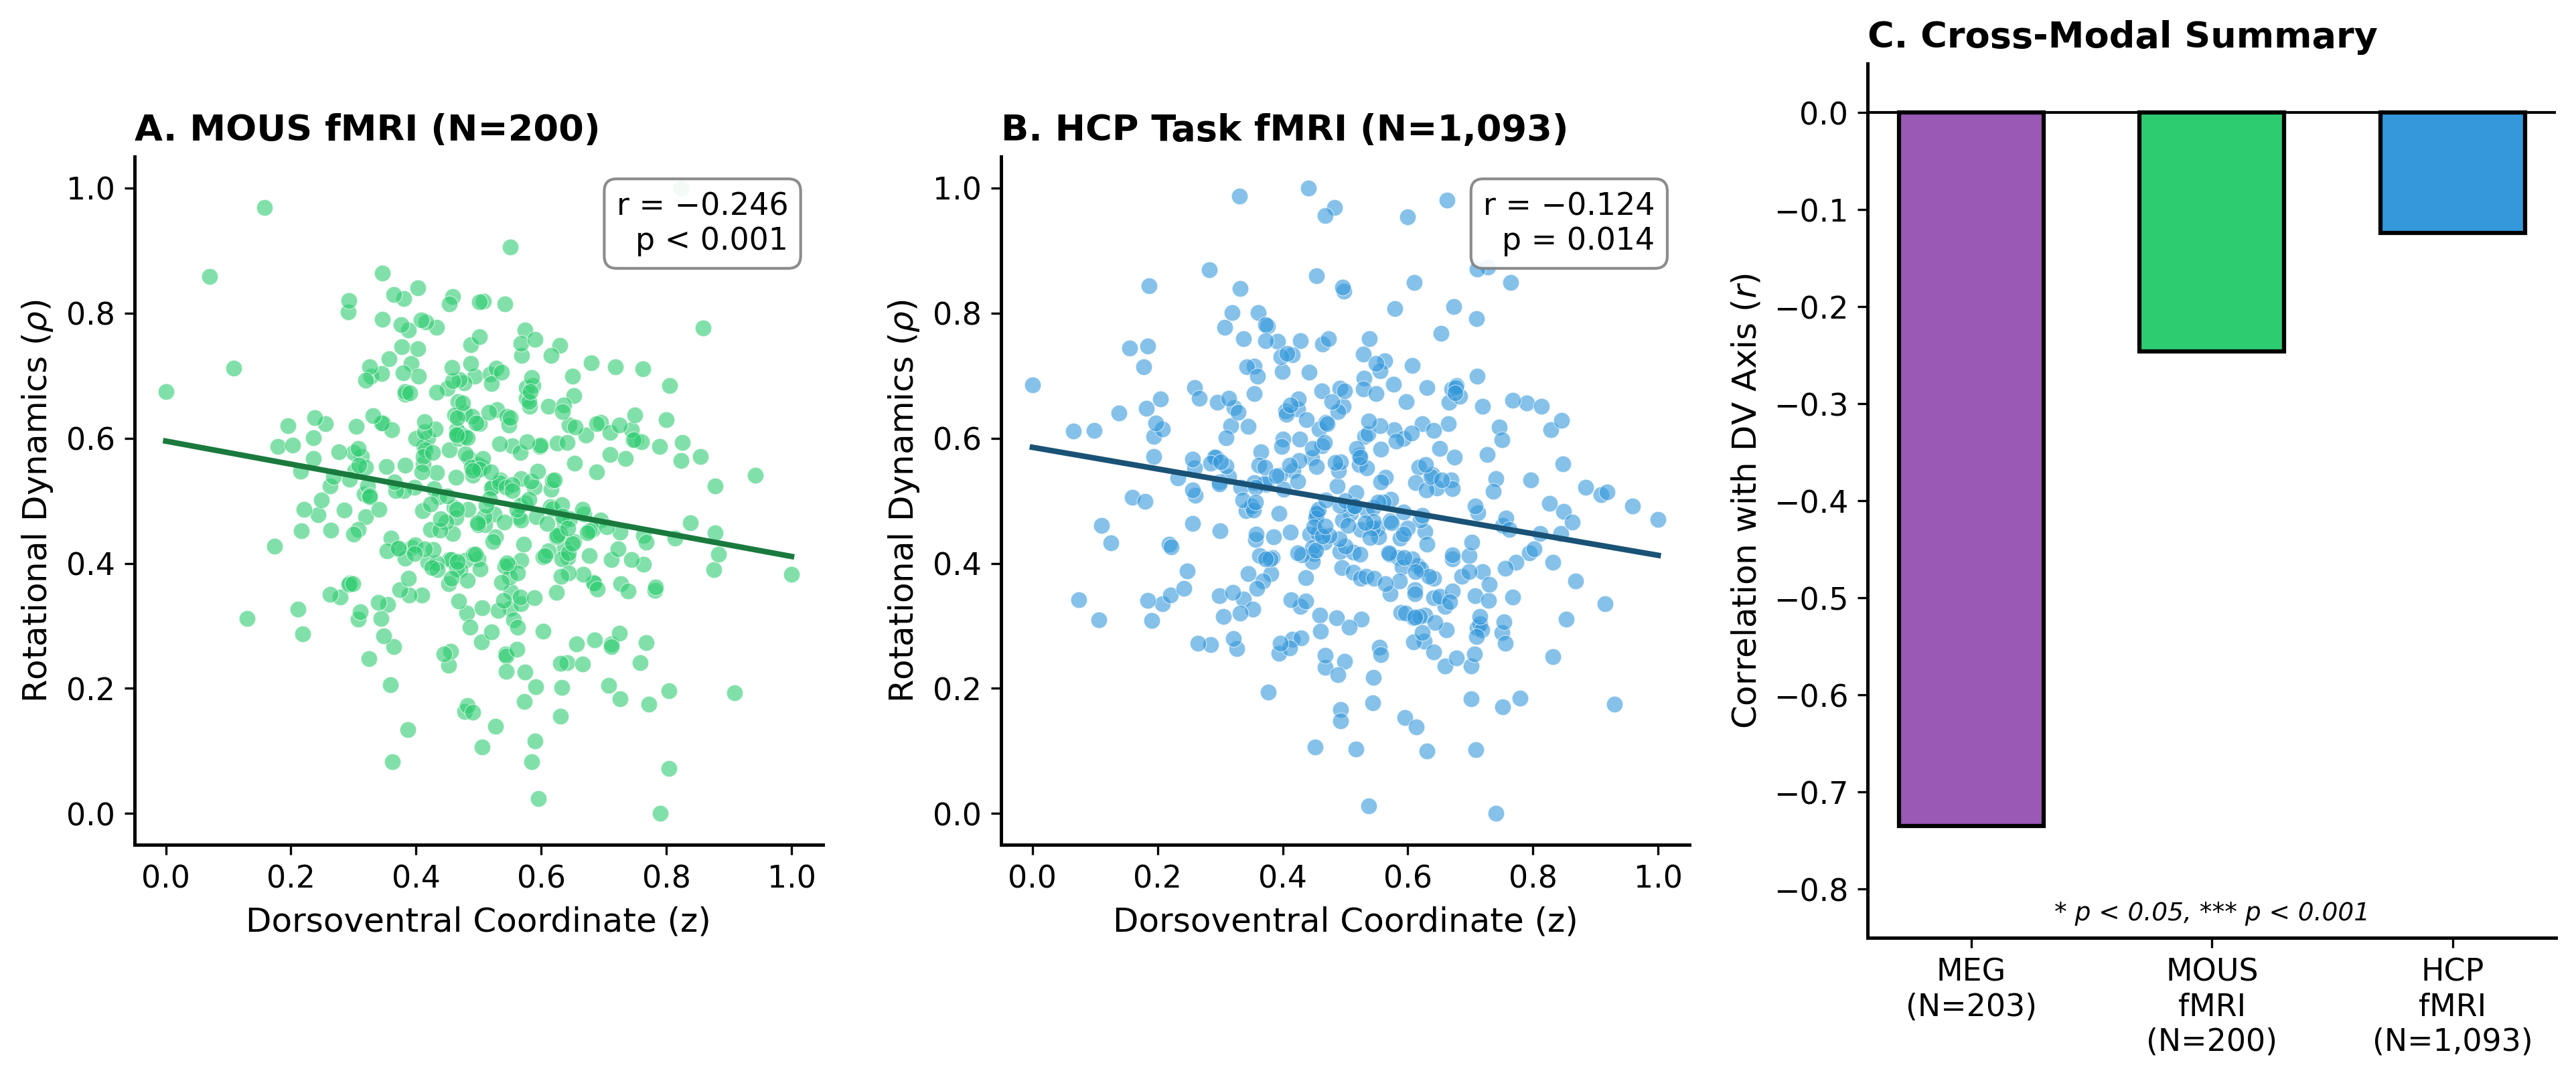 A. MOUS fMRI (N=200)
r = −0.246
p < 0.001
Rotational Dynamics (ρ)
1.0
0.8
0.6
0.4
0.2
0.0
0.0 0.2 0.4 0.6 0.8 1.0
Dorsoventral Coordinate (z)
B. HCP Task fMRI (N=1,093)
r = −0.124
p = 0.014
Rotational Dynamics (ρ)
1.0
0.8
0.6
0.4
0.2
0.0
0.0 0.2 0.4 0.6 0.8 1.0
Dorsoventral Coordinate (z)
C. Cross-Modal Summary
Correlation with DV Axis (r)
0.0
−0.1
−0.2
−0.3
−0.4
−0.5
−0.6
−0.7
−0.8
* p < 0.05, *** p < 0.001
MEG
(N=203)
MOUS
fMRI
(N=200)
HCP
fMRI
(N=1,093)